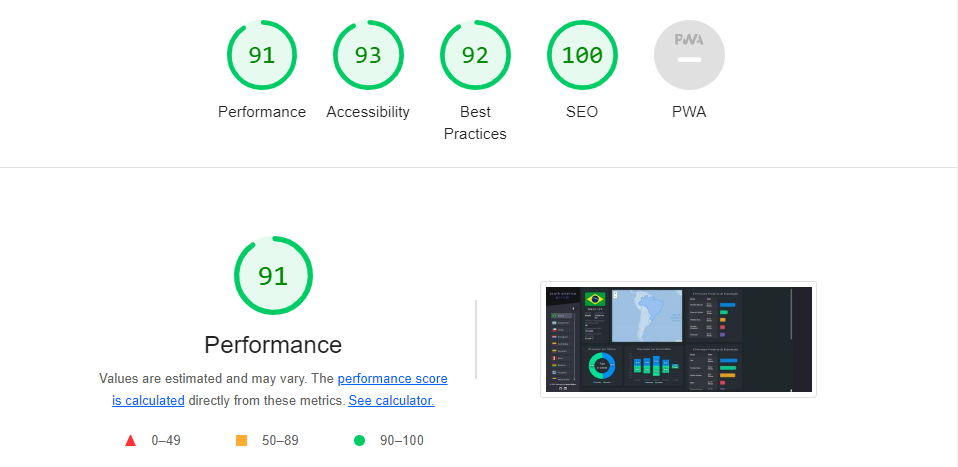 91
93
92
100
PWA
Performance
Accessibility
Best
Practices
SEO
PWA
91
Performance
Values are estimated and may vary. The performance score
is calculated directly from these metrics. See calculator.
0–49
50–89
90–100